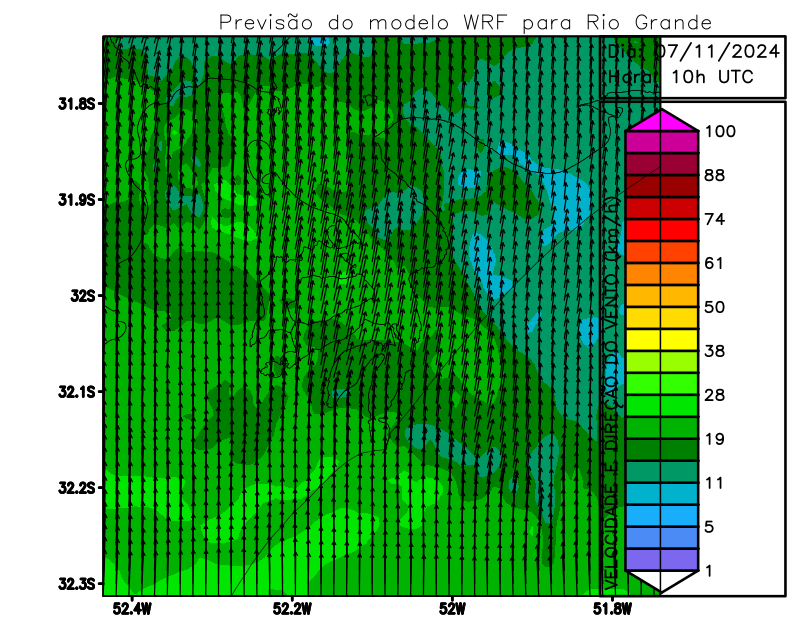 Previsão do modelo WRF para Rio Grande
Dia: 07/11/2024
Hora: 10h UTC
31.8S
31.9S
32S
32.1S
32.2S
32.3S
52.4W
52.2W
52W
51.8W
VELOCIDADE E DIREÇÃO DO VENTO (km/h)
100
88
74
61
50
38
28
19
11
5
1